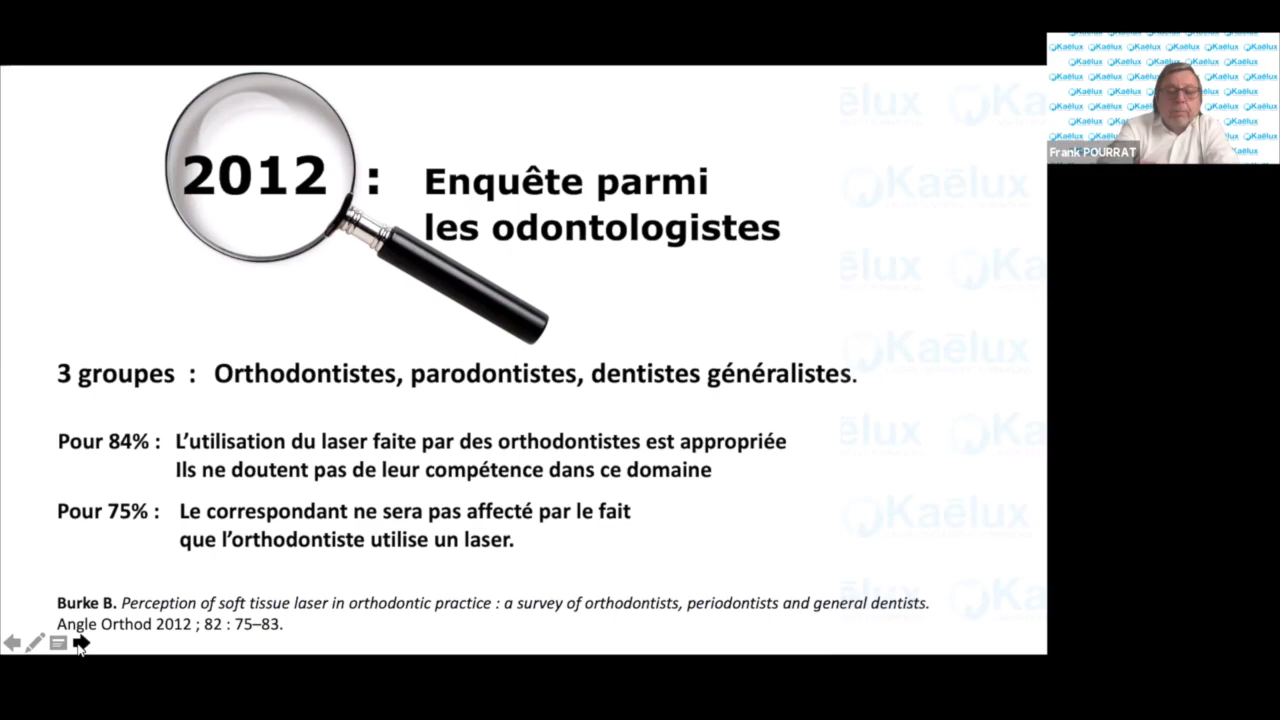 2012 : Enquête parmi
les odontologistes
3 groupes : Orthodontistes, parodontistes, dentistes généralistes.
Pour 84% : L’utilisation du laser faite par des orthodontistes est appropriée
Ils ne doutent pas de leur compétence dans ce domaine
Pour 75% : Le correspondant ne sera pas affecté par le fait
que l’orthodontiste utilise un laser.
Burke B. Perception of soft tissue laser in orthodontic practice : a survey of orthodontists, periodontists and general dentists.
Angle Orthod 2012 ; 82 : 75–83.
Kaēlux
Frank POURRAT